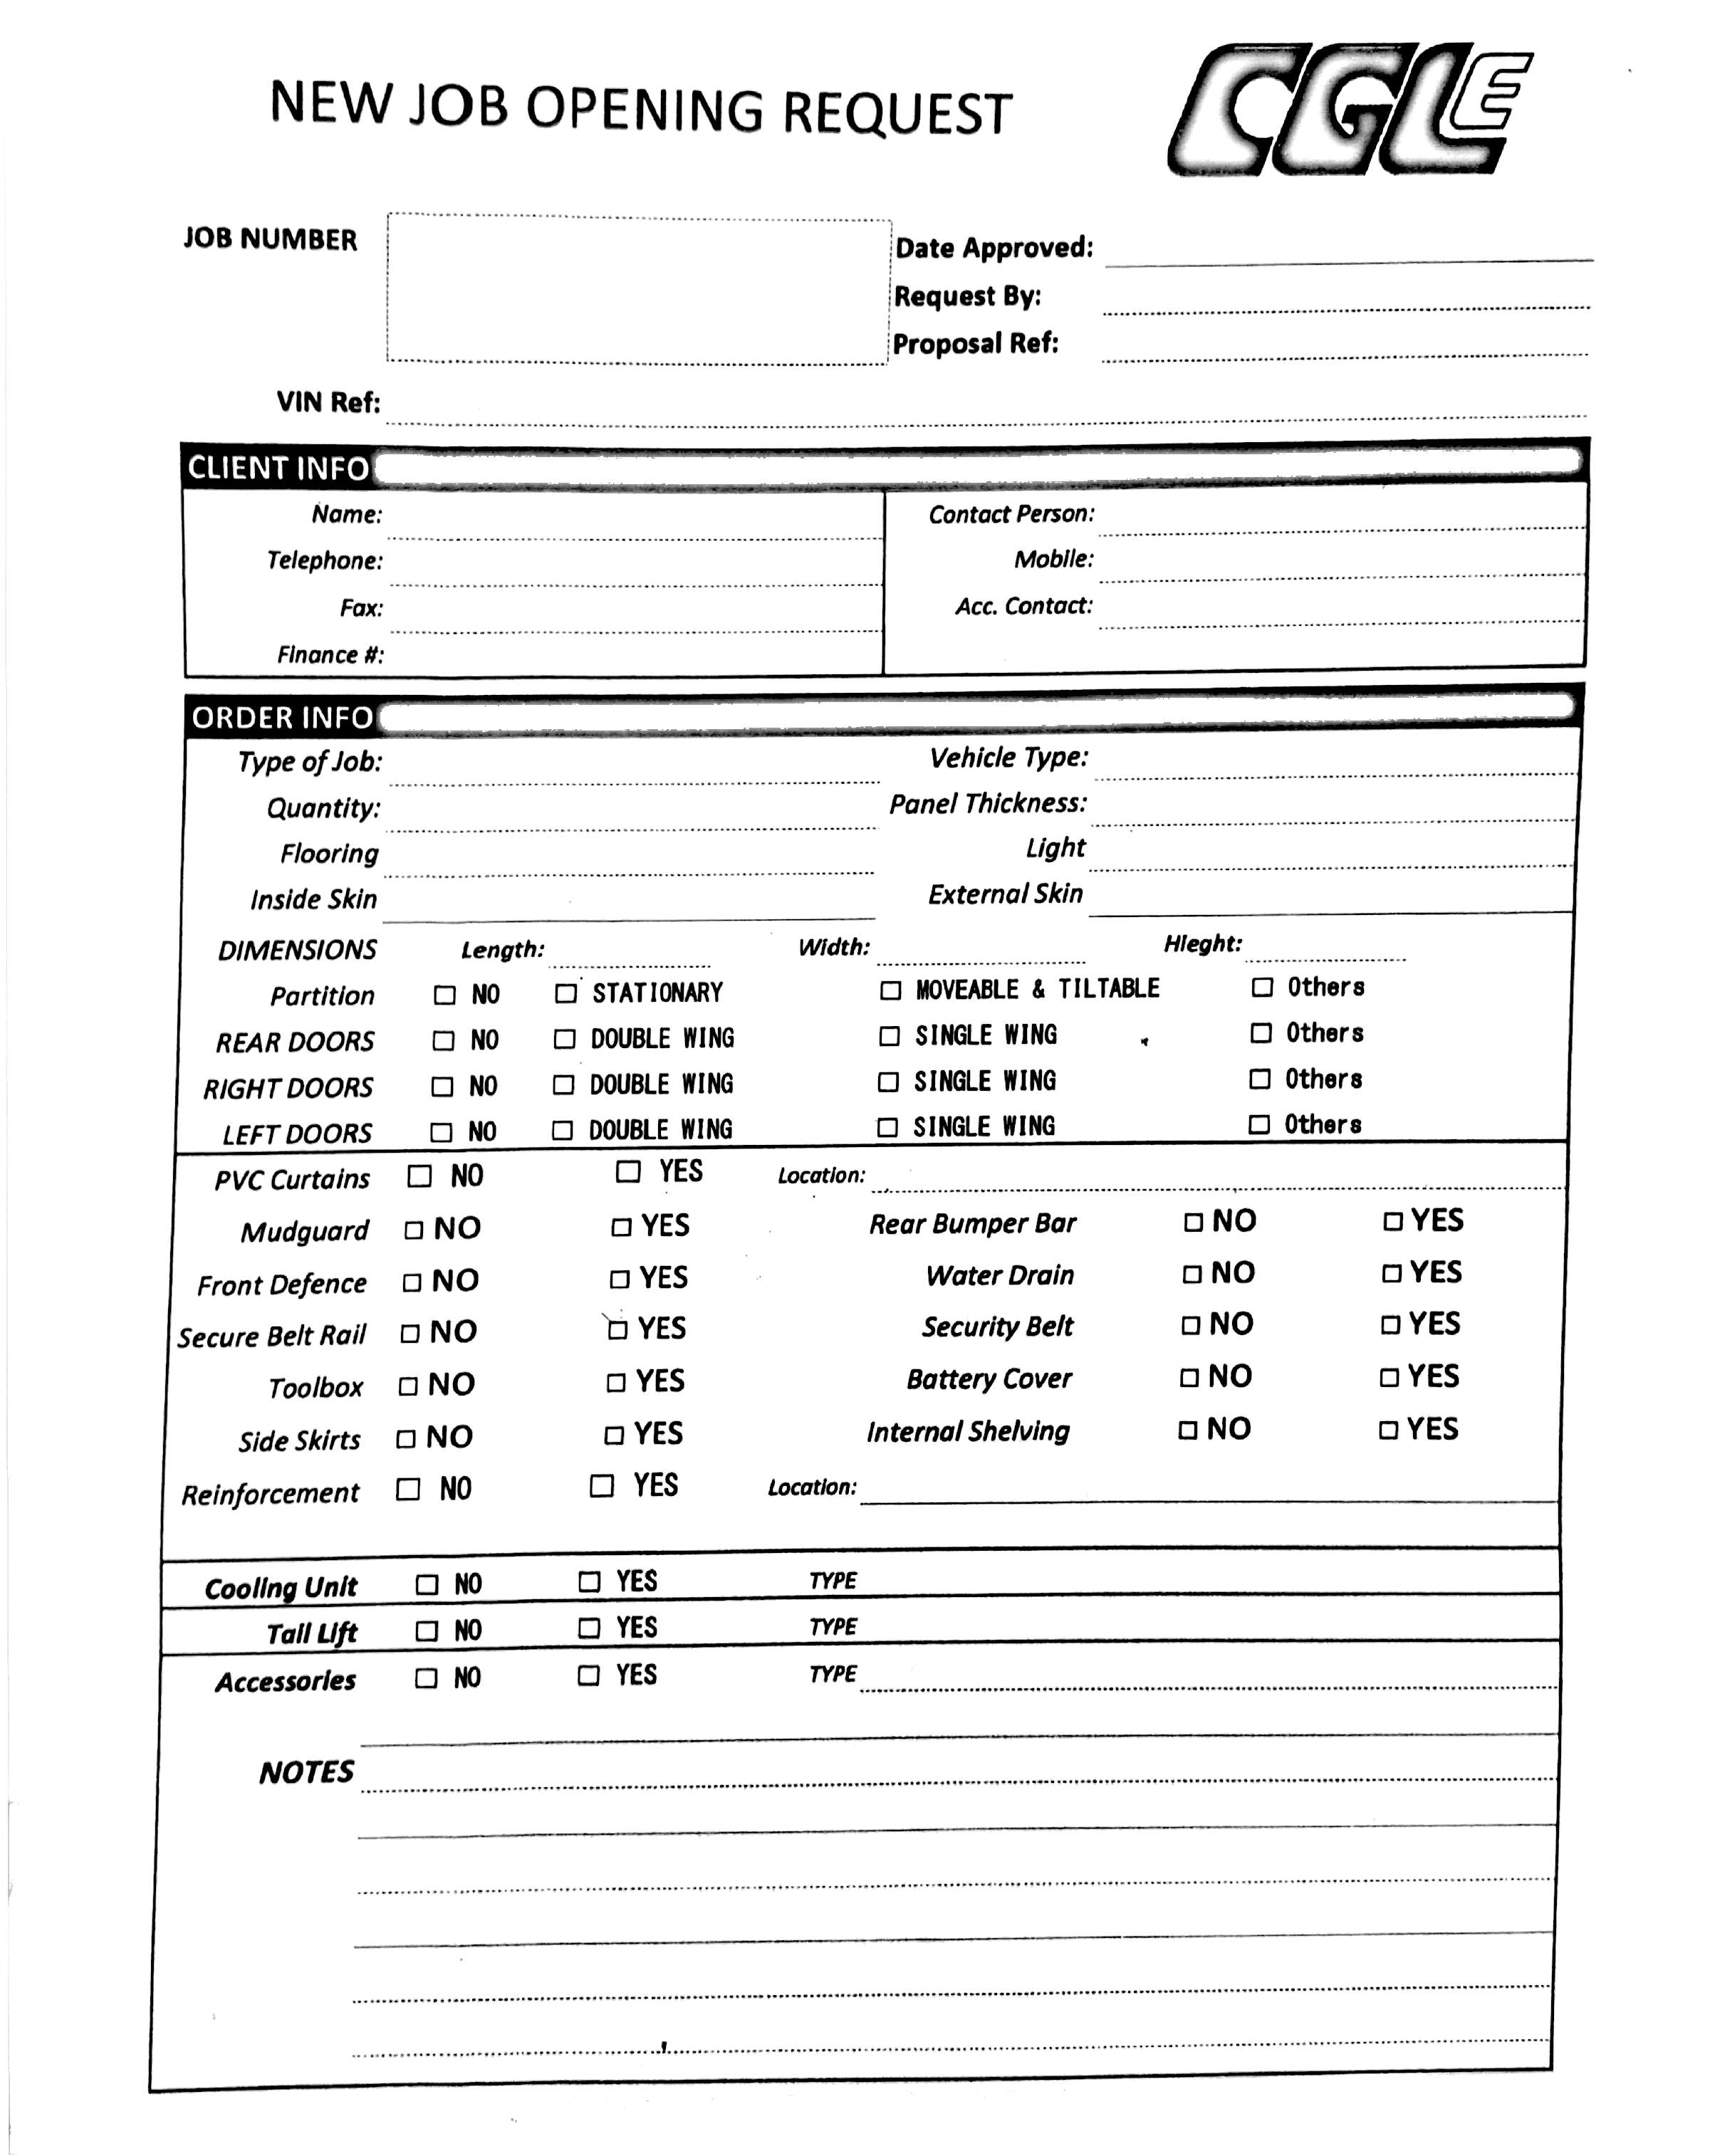 NEW JOB OPENING REQUEST
CGLE
JOB NUMBER
Date Approved:
Request By:
Proposal Ref:
VIN Ref:
CLIENT INFO
Name: Contact Person:
Telephone: Mobile:
Fax: Acc. Contact:
Finance #:
ORDER INFO
Type of Job: Vehicle Type:
Quantity: Panel Thickness:
Flooring Light
Inside Skin External Skin
DIMENSIONS Length: Width: Hieght:
Partition ☐ NO ☐ STATIONARY ☐ MOVEABLE & TILTABLE ☐ Others
REAR DOORS ☐ NO ☐ DOUBLE WING ☐ SINGLE WING ☐ Others
RIGHT DOORS ☐ NO ☐ DOUBLE WING ☐ SINGLE WING ☐ Others
LEFT DOORS ☐ NO ☐ DOUBLE WING ☐ SINGLE WING ☐ Others
PVC Curtains ☐ NO ☐ YES Location:
Mudguard ☐ NO ☐ YES Rear Bumper Bar ☐ NO ☐ YES
Front Defence ☐ NO ☐ YES Water Drain ☐ NO ☐ YES
Secure Belt Rail ☐ NO ☐ YES Security Belt ☐ NO ☐ YES
Toolbox ☐ NO ☐ YES Battery Cover ☐ NO ☐ YES
Side Skirts ☐ NO ☐ YES Internal Shelving ☐ NO ☐ YES
Reinforcement ☐ NO ☐ YES Location:
Cooling Unit ☐ NO ☐ YES TYPE
Tail Lift ☐ NO ☐ YES TYPE
Accessories ☐ NO ☐ YES TYPE
NOTES